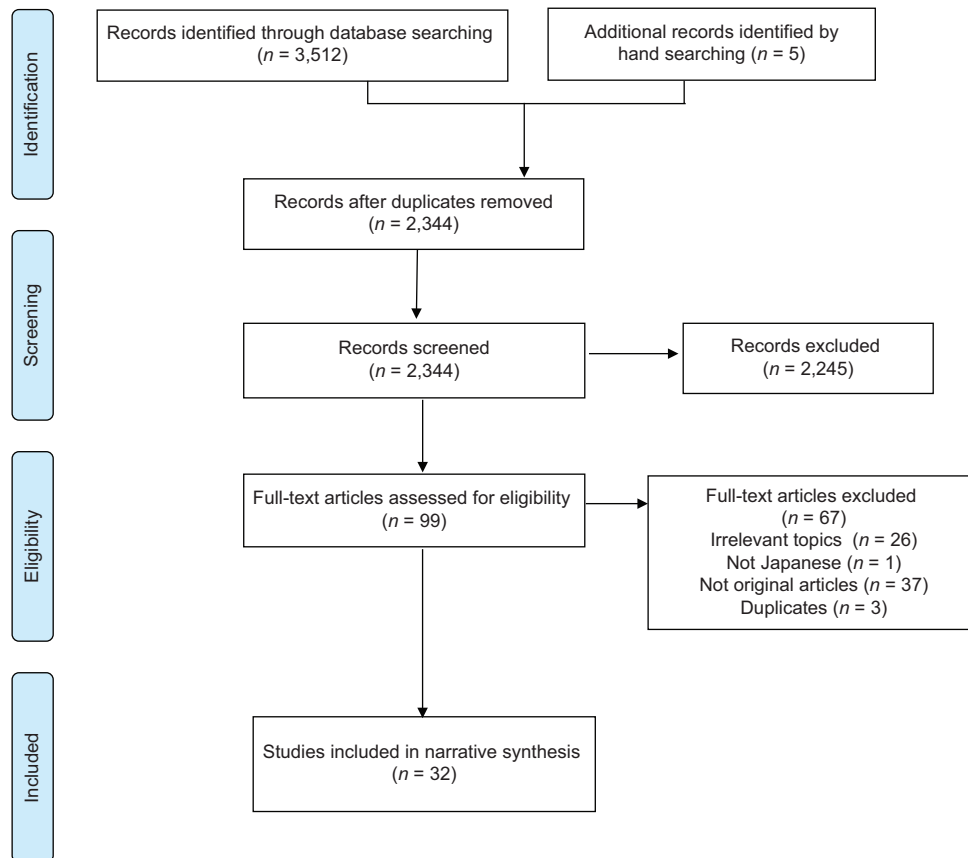 Identification
Records identified through database searching
(n = 3,512)
Additional records identified by
hand searching (n = 5)
Records after duplicates removed
(n = 2,344)
Screening
Records screened
(n = 2,344)
Records excluded
(n = 2,245)
Eligibility
Full-text articles assessed for eligibility
(n = 99)
Full-text articles excluded
(n = 67)
Irrelevant topics (n = 26)
Not Japanese (n = 1)
Not original articles (n = 37)
Duplicates (n = 3)
Included
Studies included in narrative synthesis
(n = 32)